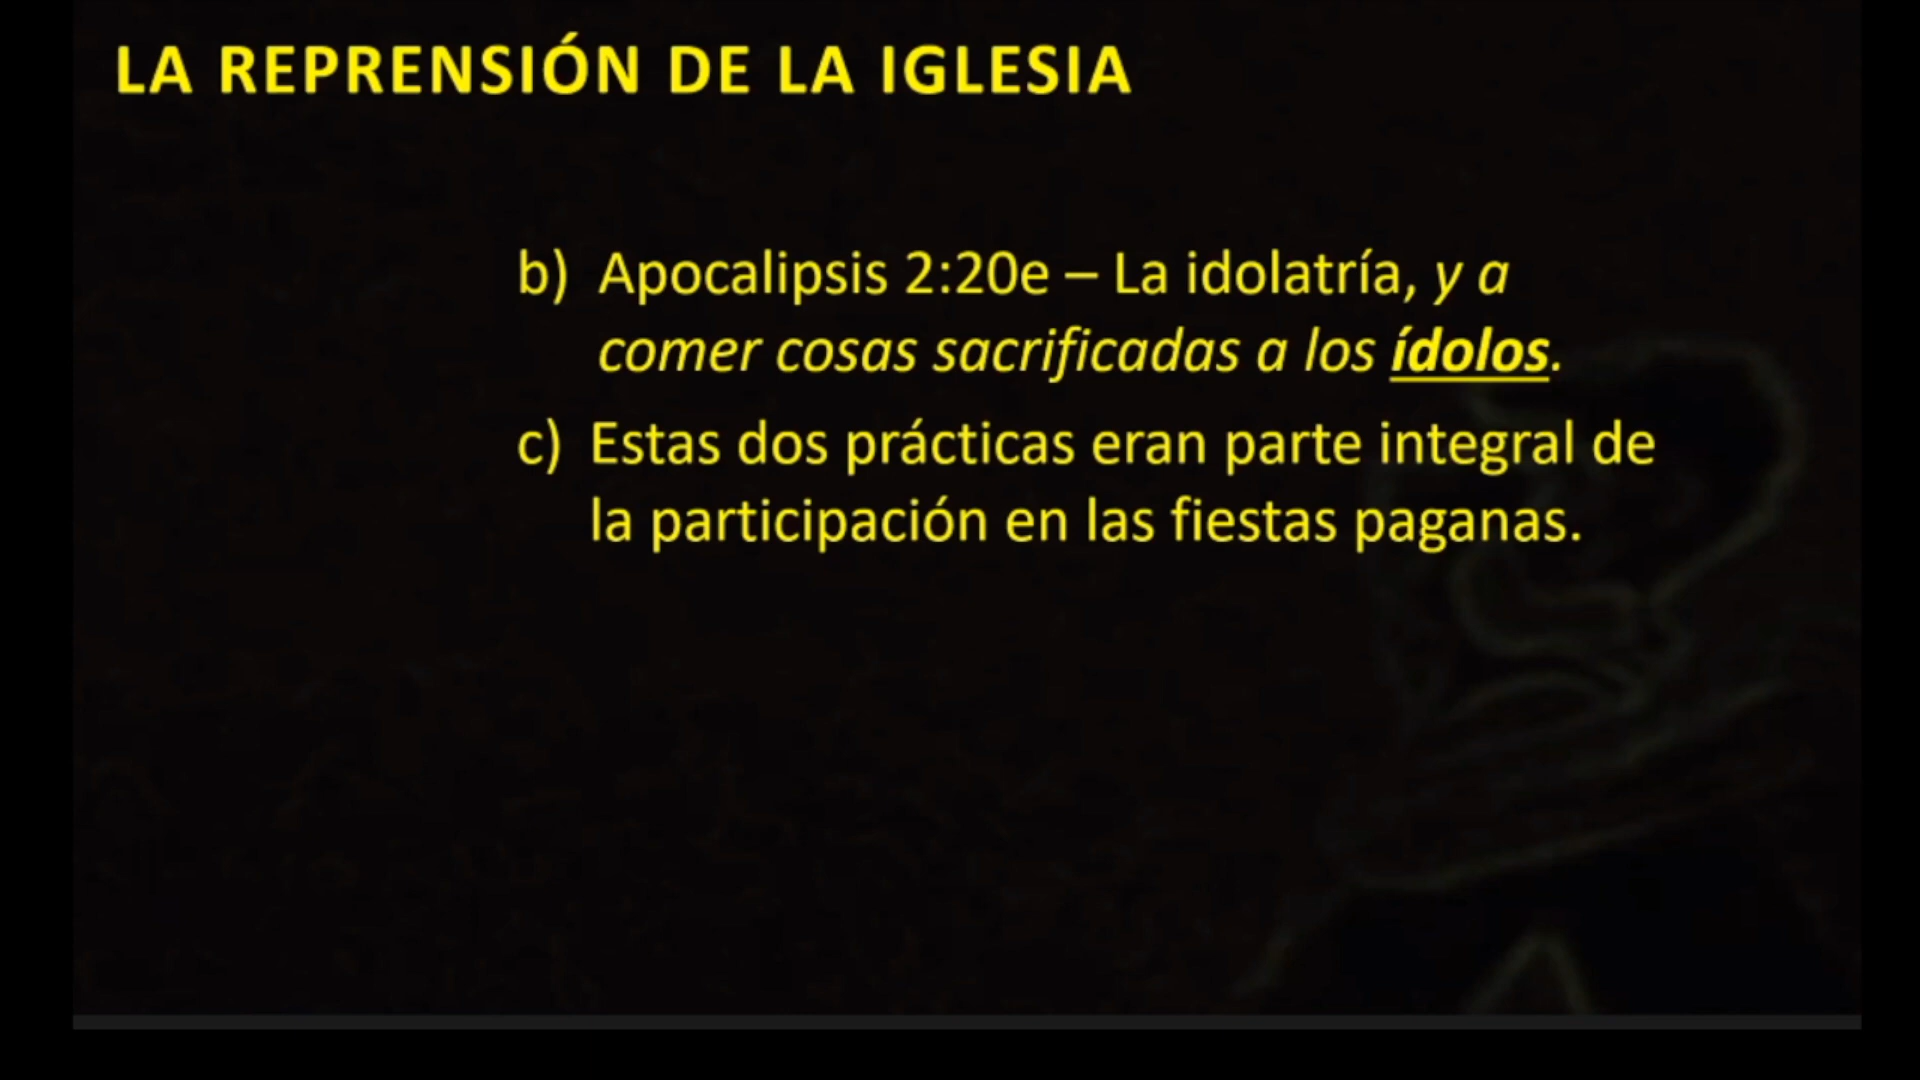 LA REPRENSIÓN DE LA IGLESIA
b) Apocalipsis 2:20e – La idolatría, y a
comer cosas sacrificadas a los ídolos.
c) Estas dos prácticas eran parte integral de
la participación en las fiestas paganas.